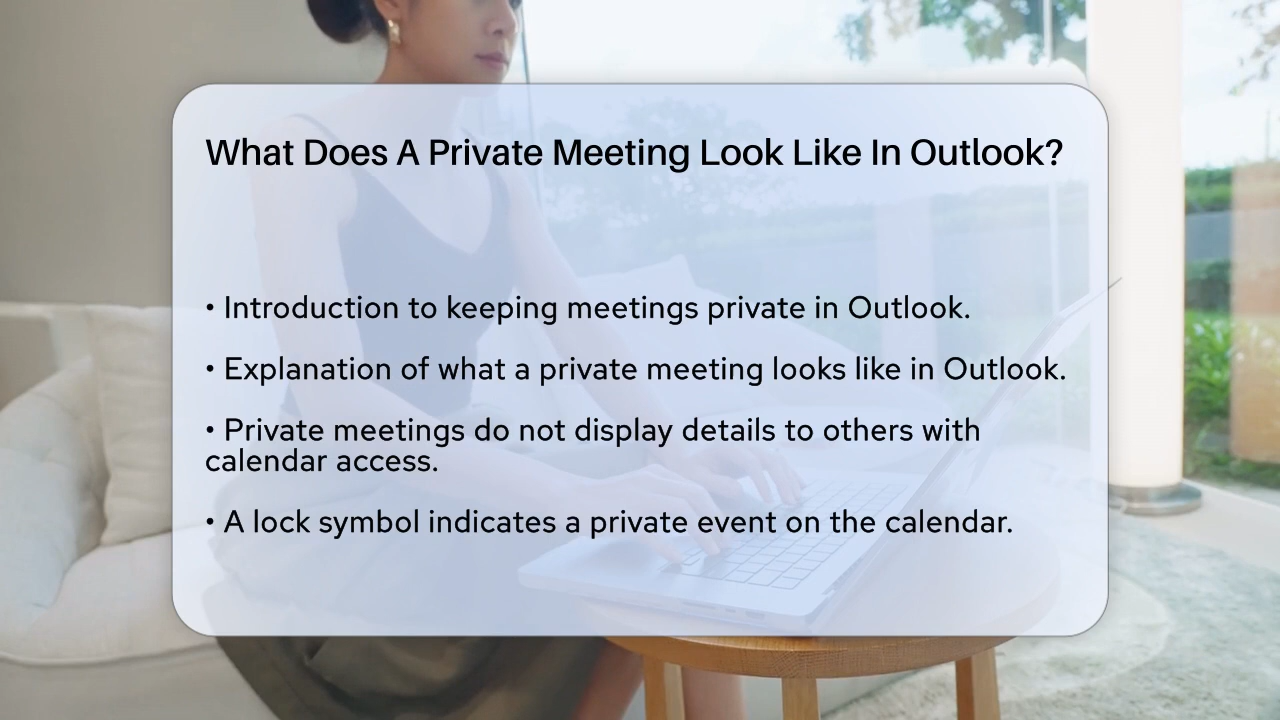 What Does A Private Meeting Look Like In Outlook?
• Introduction to keeping meetings private in Outlook.
• Explanation of what a private meeting looks like in Outlook.
• Private meetings do not display details to others with
calendar access.
• A lock symbol indicates a private event on the calendar.